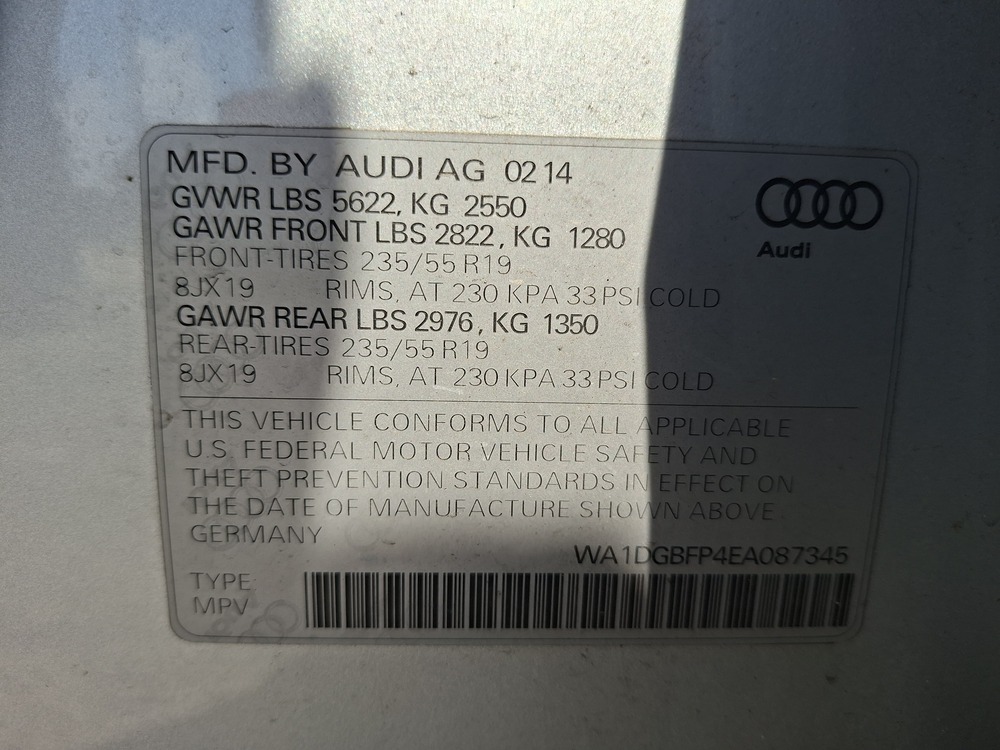 MFD. BY AUDI AG 0214
GVWR LBS 5622, KG 2550
GAWR FRONT LBS 2822, KG 1280
FRONT-TIRES 235/55 R19
8JX19 RIMS, AT 230 KPA 33 PSI COLD
GAWR REAR LBS 2976, KG 1350
REAR-TIRES 235/55 R19
8JX19 RIMS, AT 230 KPA 33 PSI COLD
Audi
THIS VEHICLE CONFORMS TO ALL APPLICABLE
U.S. FEDERAL MOTOR VEHICLE SAFETY AND
THEFT PREVENTION STANDARDS IN EFFECT ON
THE DATE OF MANUFACTURE SHOWN ABOVE.
GERMANY
WA1DGBFP4EA087345
TYPE
MPV